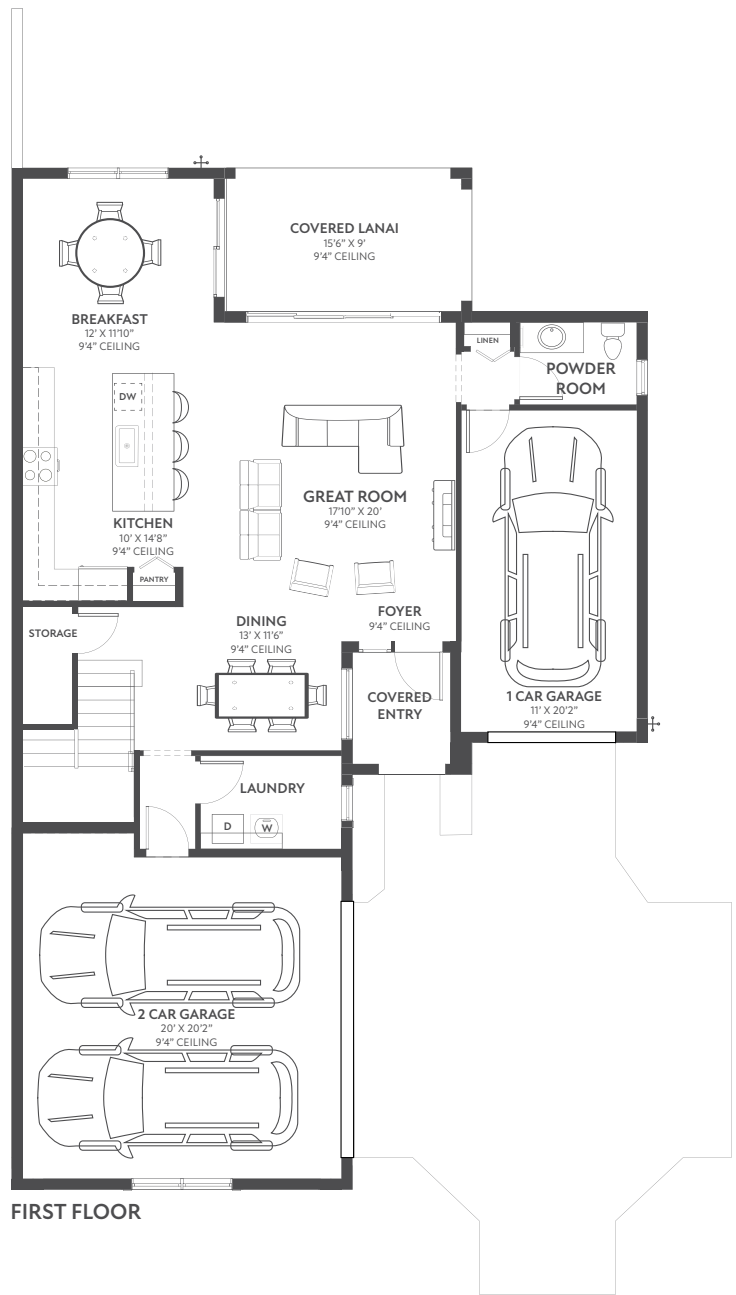 COVERED LANAI
15'6" X 9'
9'4" CEILING
BREAKFAST
12' X 11'10"
9'4" CEILING
LINEN
POWDER
ROOM
DW
GREAT ROOM
17'10" X 20'
9'4" CEILING
KITCHEN
10' X 14'8"
9'4" CEILING
PANTRY
STORAGE
DINING
13' X 11'6"
9'4" CEILING
FOYER
9'4" CEILING
COVERED
ENTRY
1 CAR GARAGE
11' X 20'2"
9'4" CEILING
LAUNDRY
D
W
2 CAR GARAGE
20' X 20'2"
9'4" CEILING
FIRST FLOOR